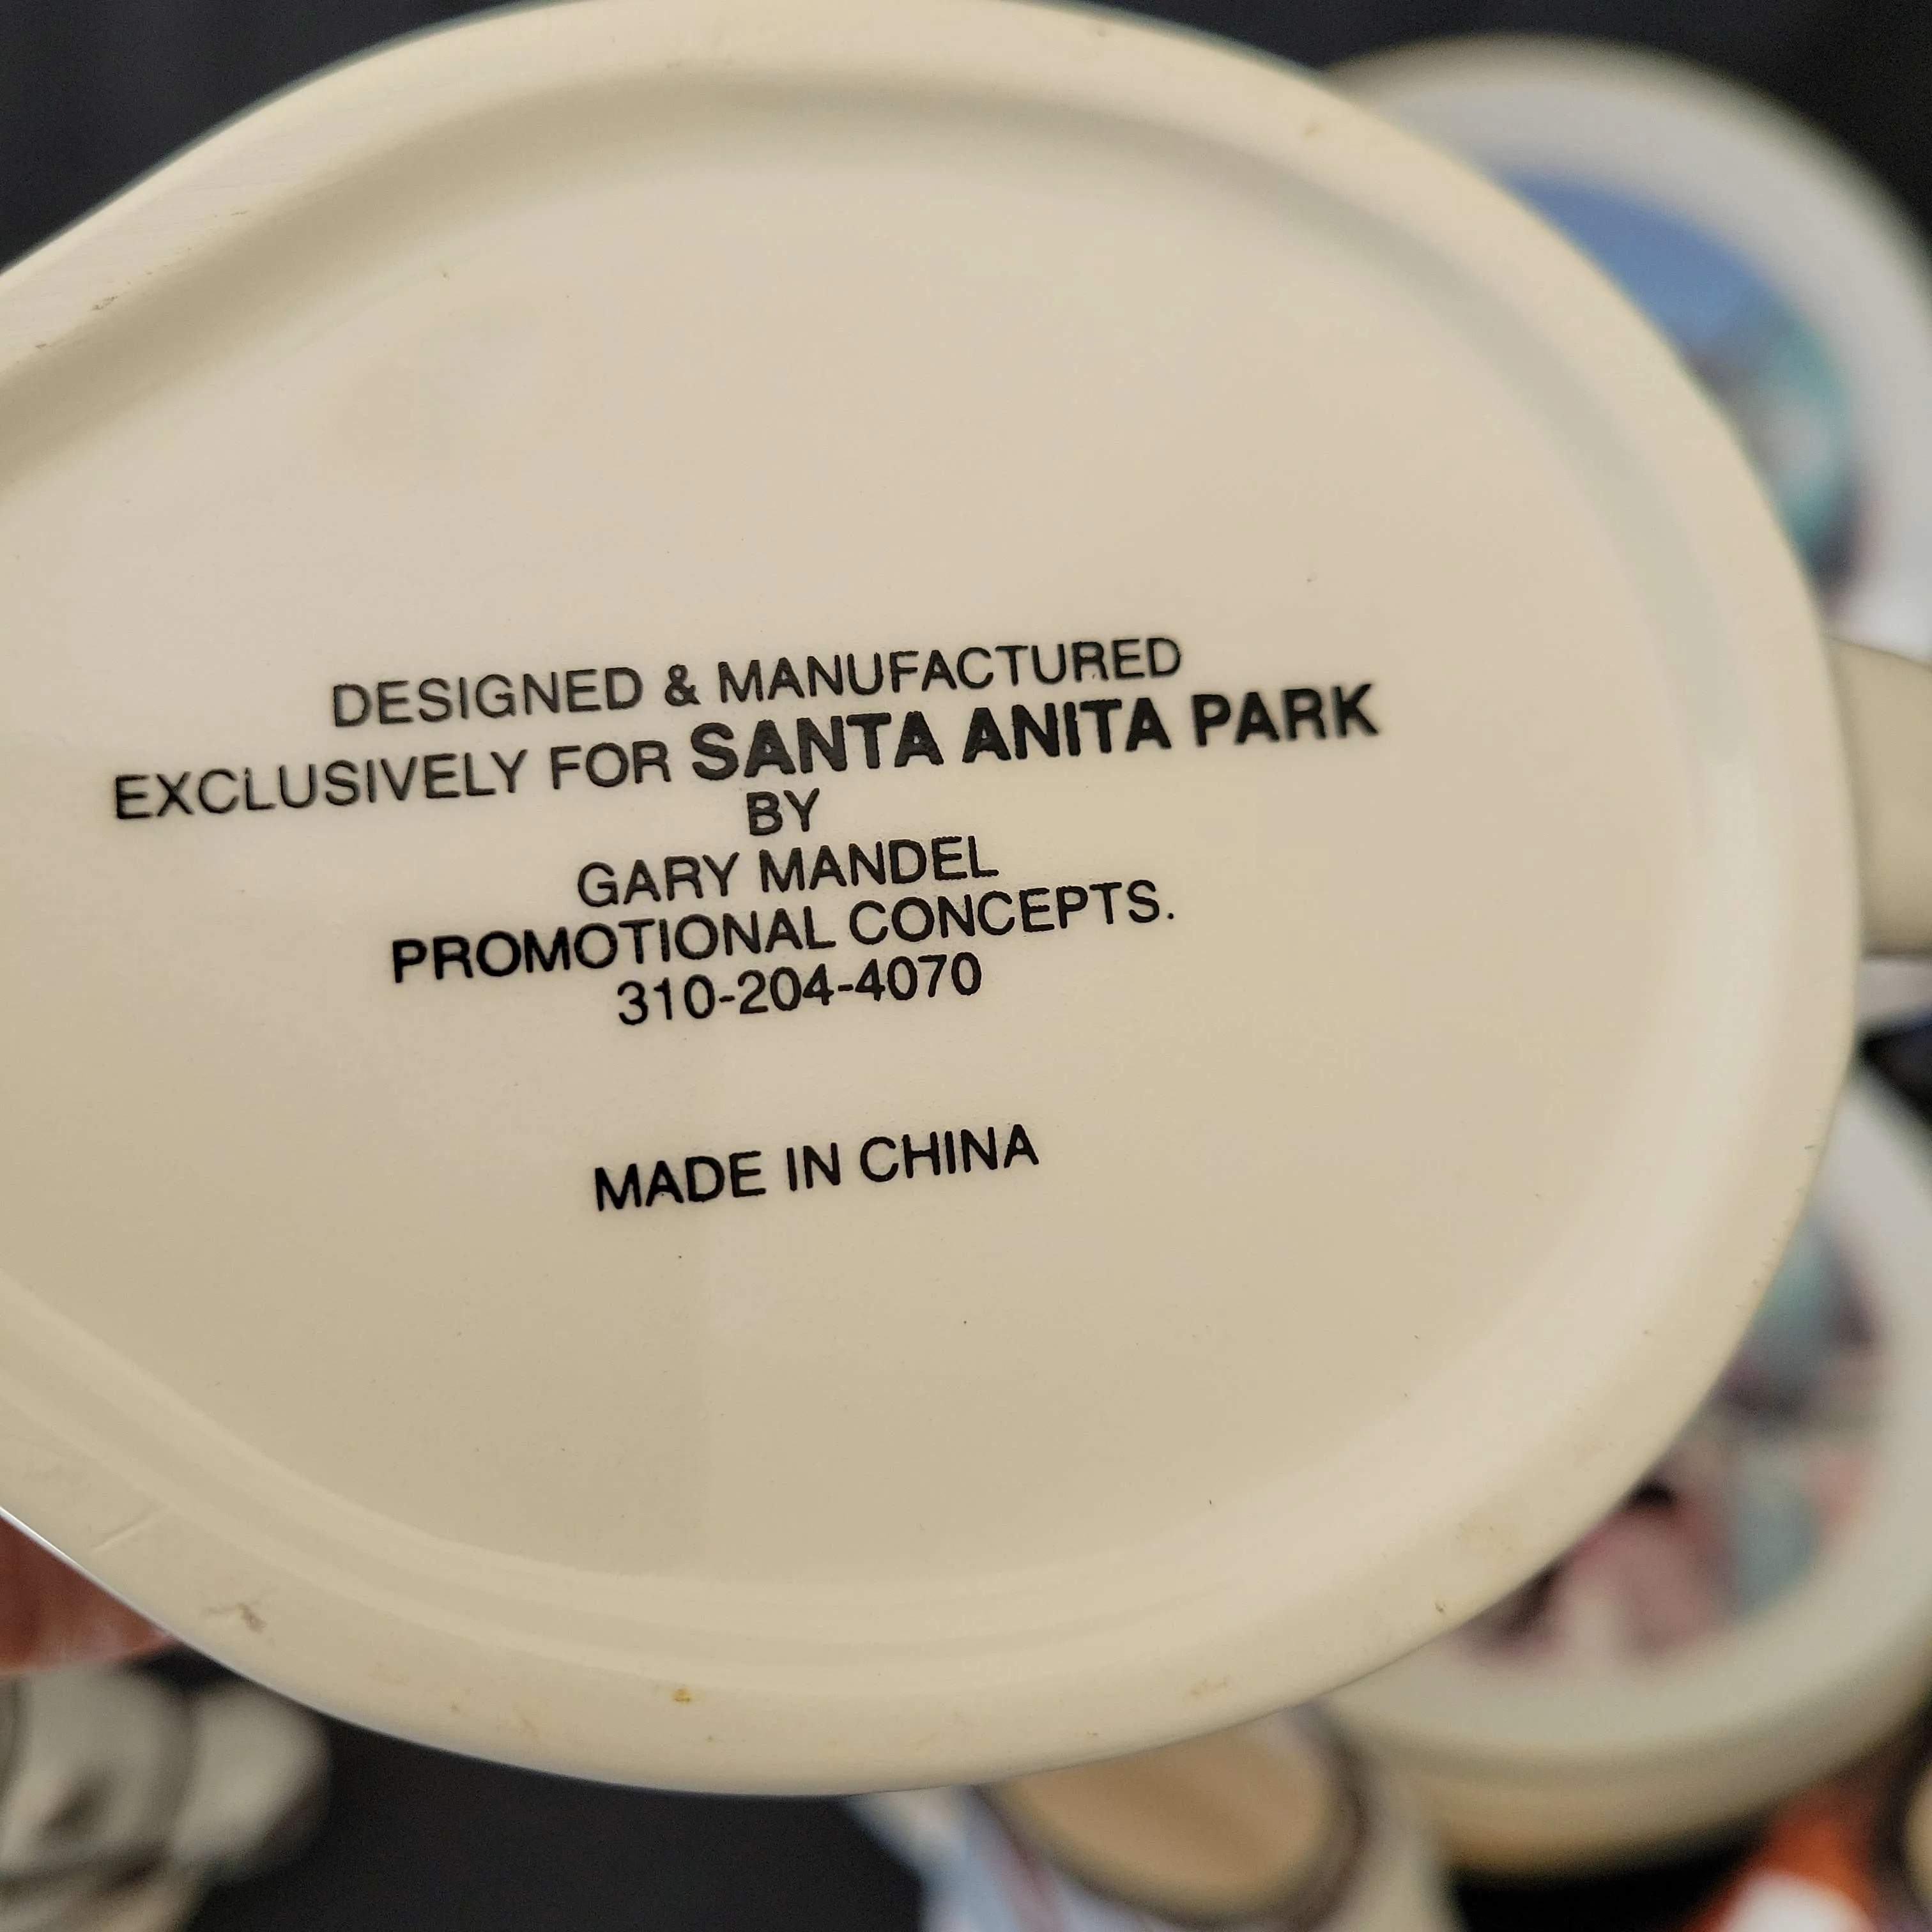 DESIGNED & MANUFACTURED
EXCLUSIVELY FOR SANTA ANITA PARK
BY
GARY MANDEL
PROMOTIONAL CONCEPTS.
310-204-4070
MADE IN CHINA